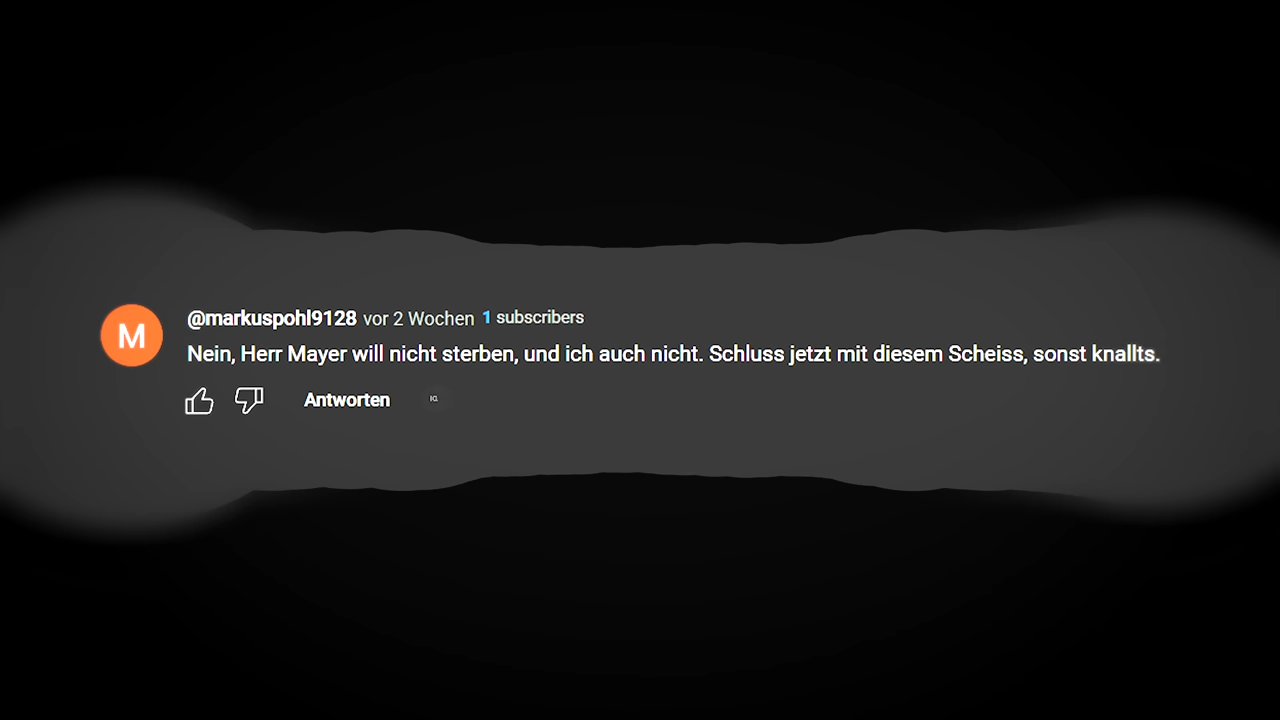 M
@markuspohl9128 vor 2 Wochen 1 subscribers
Nein, Herr Mayer will nicht sterben, und ich auch nicht. Schluss jetzt mit diesem Scheiss, sonst knallts.
Antworten